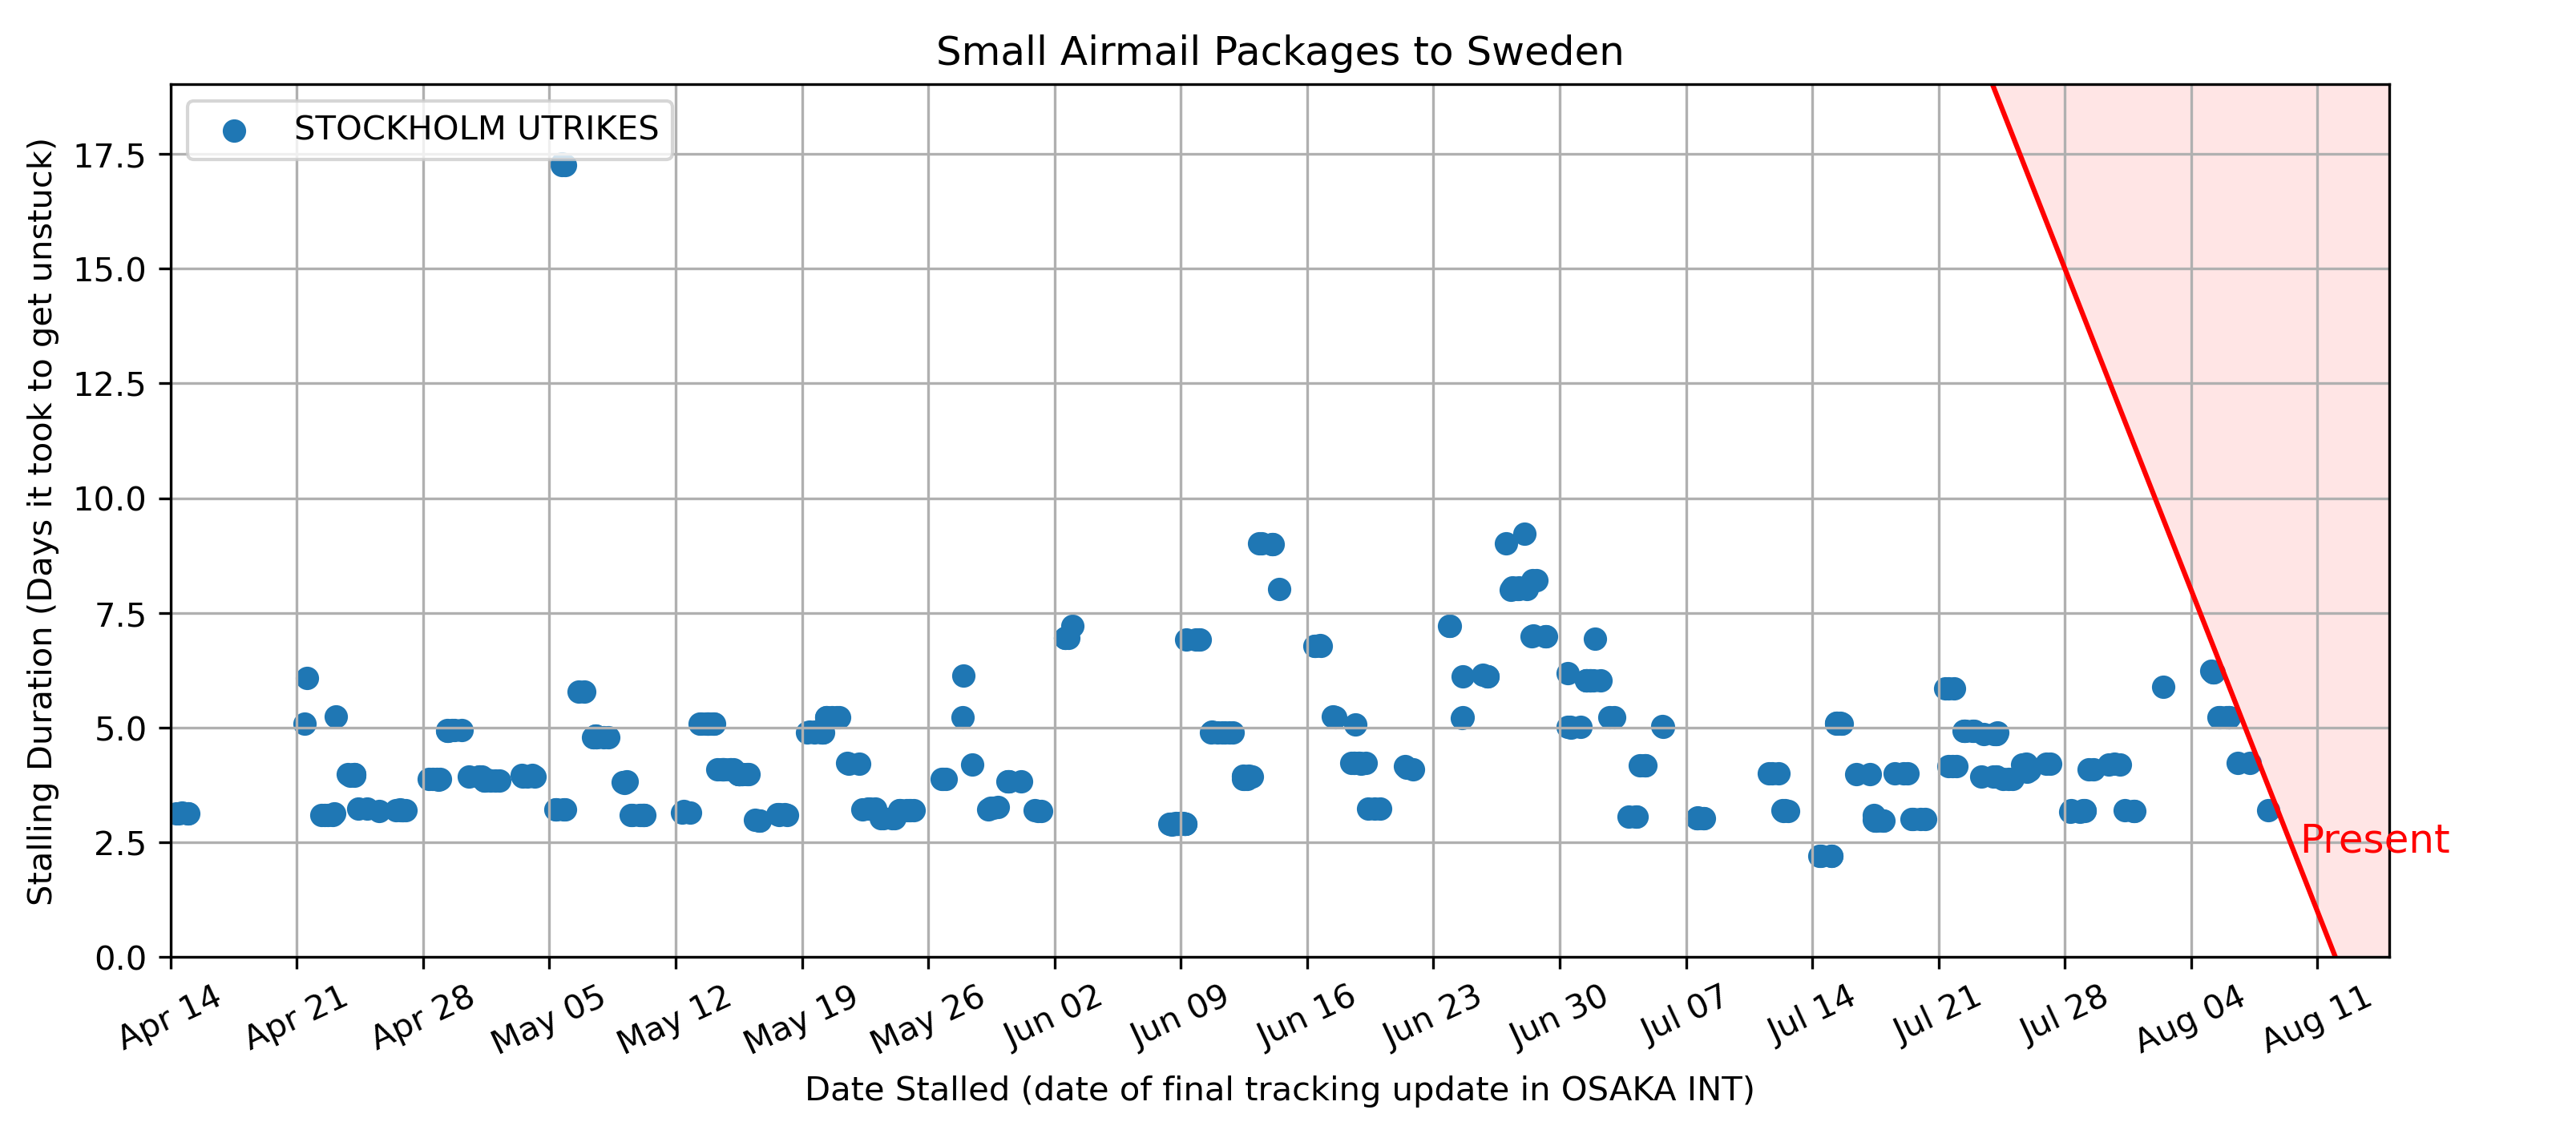 Small Airmail Packages to Sweden
STOCKHOLM UTRIKES
Stalling Duration (Days it took to get unstuck)
17.5
15.0
12.5
10.0
7.5
5.0
2.5
0.0
Present
Apr 14
Apr 21
Apr 28
May 05
May 12
May 19
May 26
Jun 02
Jun 09
Jun 16
Jun 23
Jun 30
Jul 07
Jul 14
Jul 21
Jul 28
Aug 04
Aug 11
Date Stalled (date of final tracking update in OSAKA INT)